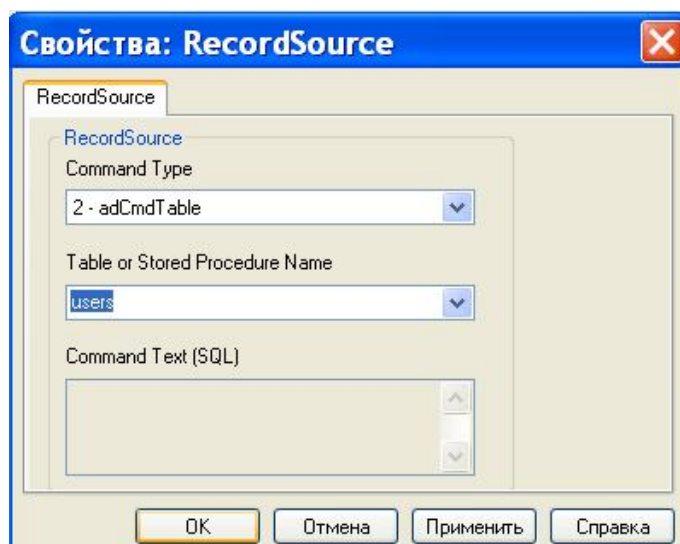 Свойства: RecordSource
RecordSource
RecordSource
Command Type
2 - adCmdTable
Table or Stored Procedure Name
users
Command Text (SQL)
OK Отмена Применить Справка